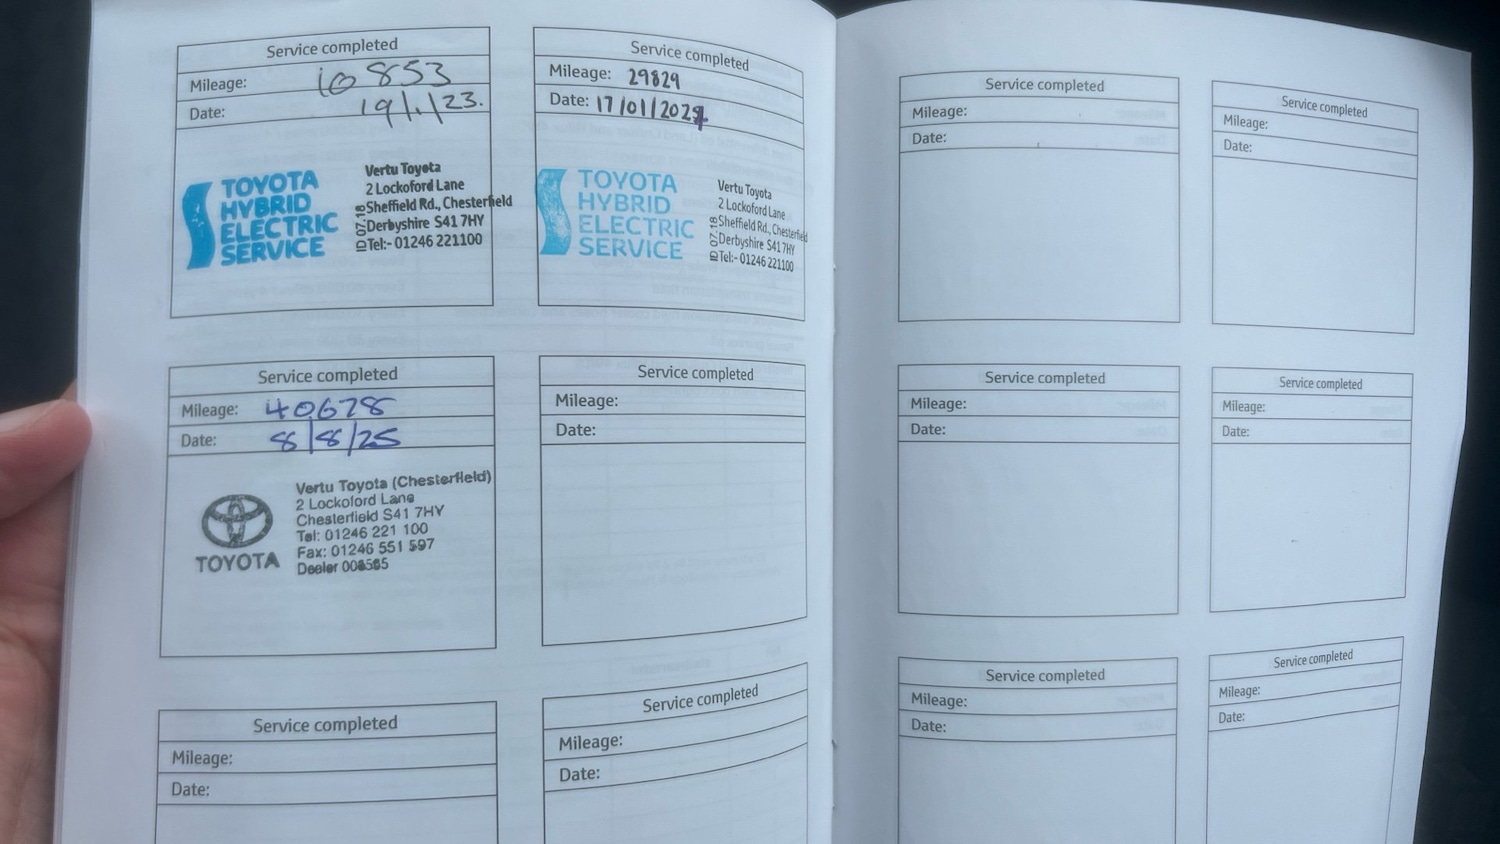 Service completed
Mileage: 10853
Date: 19/1/23.
TOYOTA
HYBRID
ELECTRIC
SERVICE
ID 07.18
Vertu Toyota
2 Lockoford Lane
Sheffield Rd., Chesterfield
Derbyshire S41 7HY
Tel:- 01246 221100
Service completed
Mileage: 29829
Date: 17/01/2024
TOYOTA
HYBRID
ELECTRIC
SERVICE
ID 07.18
Vertu Toyota
2 Lockoford Lane
Sheffield Rd., Chesterfield
Derbyshire S41 7HY
Tel:- 01246 221100
Service completed
Mileage: 40678
Date: 8/8/25
TOYOTA
Vertu Toyota (Chesterfield)
2 Lockoford Lane
Chesterfield S41 7HY
Tel: 01246 221 100
Fax: 01246 551 597
Dealer
Service completed
Mileage:
Date:
Service completed
Mileage:
Date:
Service completed
Mileage:
Date:
Service completed
Mileage:
Date:
Service completed
Mileage:
Date:
Service completed
Mileage:
Date:
Service completed
Mileage:
Date:
Service completed
Mileage:
Date:
Service completed
Mileage:
Date: